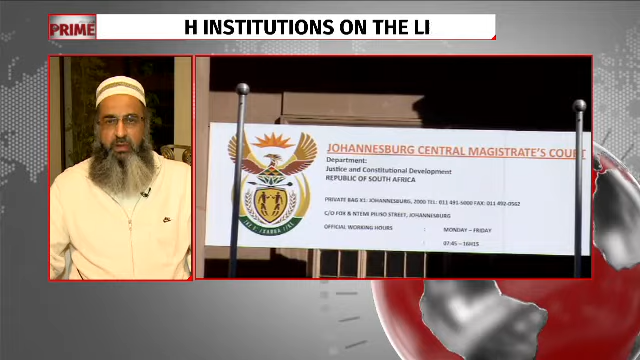 PRIME
H INSTITUTIONS ON THE LI
JOHANNESBURG CENTRAL MAGISTRATE'S COURT
Department:
Justice and Constitutional Development
REPUBLIC OF SOUTH AFRICA
PRIVATE BAG X1: JOHANNESBURG, 2000 TEL: 011 491-5000 FAX: 011 492-0562
C/O FOX & NTEMI PILISO STREET, JOHANNESBURG
OFFICIAL WORKING HOURS : MONDAY – FRIDAY
: 07:45 – 16H15